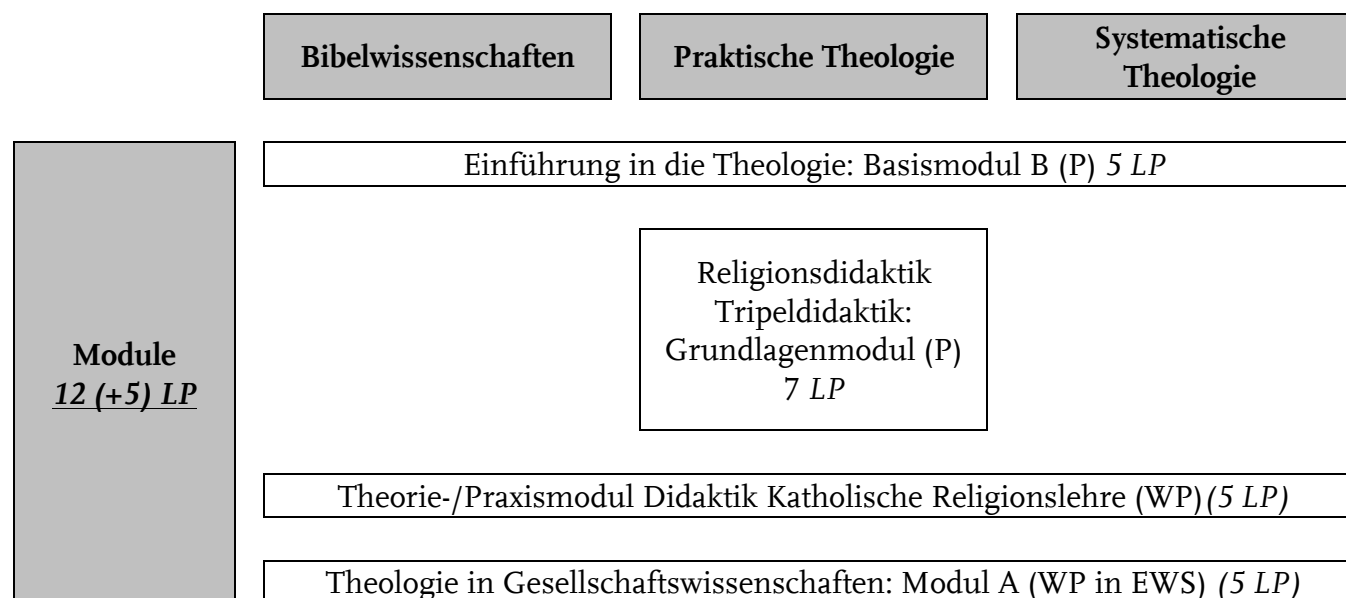 Bibelwissenschaften
Praktische Theologie
Systematische
Theologie
Einführung in die Theologie: Basismodul B (P) 5 LP
Religionsdidaktik
Tripeldidaktik:
Grundlagenmodul (P)
7 LP
Module
12 (+5) LP
Theorie-/Praxismodul Didaktik Katholische Religionslehre (WP)(5 LP)
Theologie in Gesellschaftswissenschaften: Modul A (WP in EWS) (5 LP)